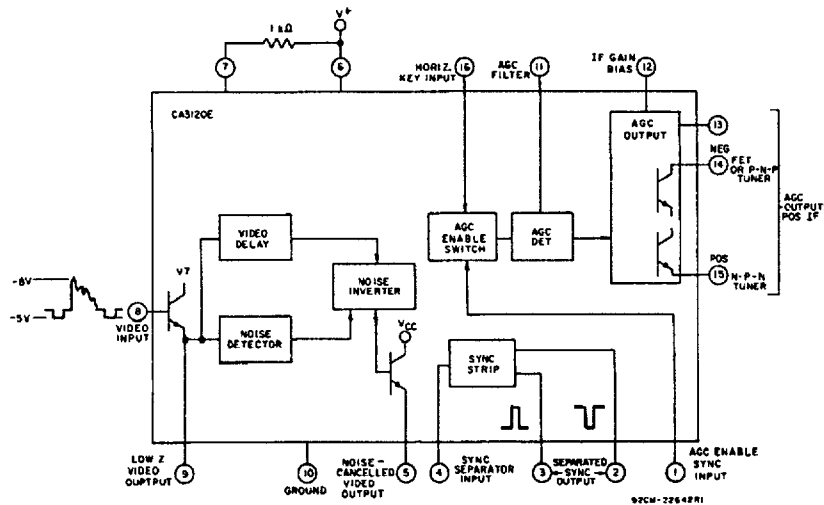 1 kΩ
V+
7
6
HORIZ.
KEY INPUT
16
AGC
FILTER
11
IF GAIN
BIAS
12
CA3120E
AGC
OUTPUT
13
NEG
14
FET
OR P-N-P
TUNER
AGC
OUTPUT
POS IF
VIDEO
DELAY
AGC
ENABLE
SWITCH
AGC
DET
POS
15
N-P-N
TUNER
-8V
-5V
8
VIDEO
INPUT
V7
NOISE
INVERTER
NOISE
DETECTOR
VCC
SYNC
STRIP
LOW Z
VIDEO
OUPTPUT
9
10
GROUND
NOISE-
CANCELLED
VIDEO
OUTPUT
5
4
SYNC
SEPARATOR
INPUT
3
SEPARATED
SYNC
OUTPUT
2
1
AGC ENABLE
SYNC
INPUT
92CM-22642R1